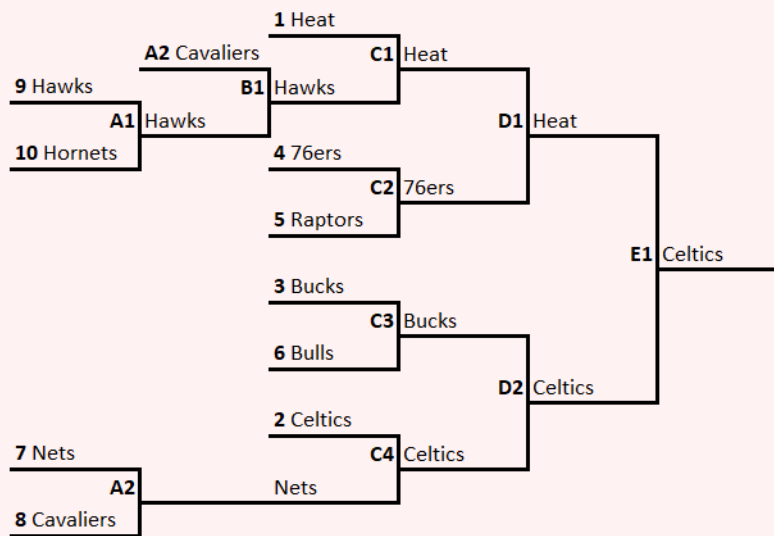 1 Heat
A2 Cavaliers
C1 Heat
9 Hawks
B1 Hawks
A1 Hawks
D1 Heat
10 Hornets
4 76ers
C2 76ers
5 Raptors
E1 Celtics
3 Bucks
C3 Bucks
6 Bulls
D2 Celtics
2 Celtics
7 Nets
C4 Celtics
A2 Nets
8 Cavaliers